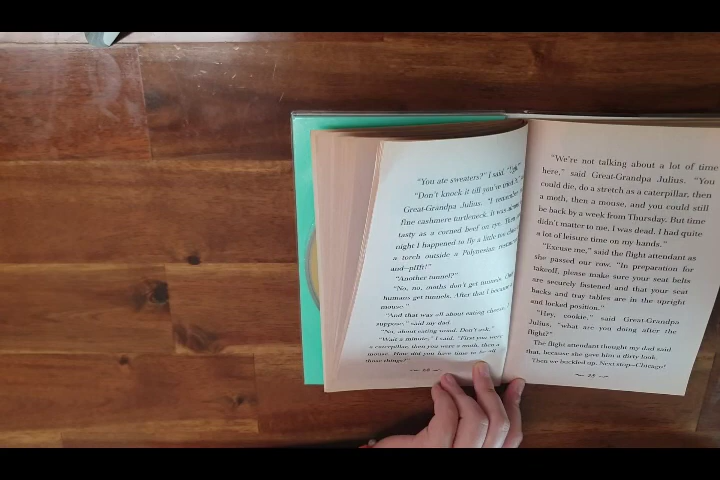 "You ate sweaters?" I said. "Ugh."
"Don't knock it till you've tried it," s
Great-Grandpa Julius. "I remember
fine cashmere turtleneck. It was
tasty as a corned beef on rye. Then
night I happened to fly a little too close
a torch outside a Polynesian
and—pffft!"
"Another tunnel?"
"No, no, moths don't get tunnels. Only
humans get tunnels. After that I became
mouse."
"And that was all about eating cheese,
suppose," said my dad.
"No, about eating wood. Don't ask."
"Wait a minute," I said. "First you were
a caterpillar, then you were a moth, then a
mouse. How did you have time to be all
those things?"
"We're not talking about a lot of time
here," said Great-Grandpa Julius. "You
could die, do a stretch as a caterpillar, then
a moth, then a mouse, and you could still
be back by a week from Thursday. But time
didn't matter to me, I was dead. I had quite
a lot of leisure time on my hands."
"Excuse me," said the flight attendant as
she passed our row. "In preparation for
takeoff, please make sure your seat belts
are securely fastened and that your seat
backs and tray tables are in the upright
and locked position."
"Hey, cookie," said Great-Grandpa
Julius, "what are you doing after the
flight?"
The flight attendant thought my dad said
that, because she gave him a dirty look.
Then we buckled up. Next stop—Chicago!